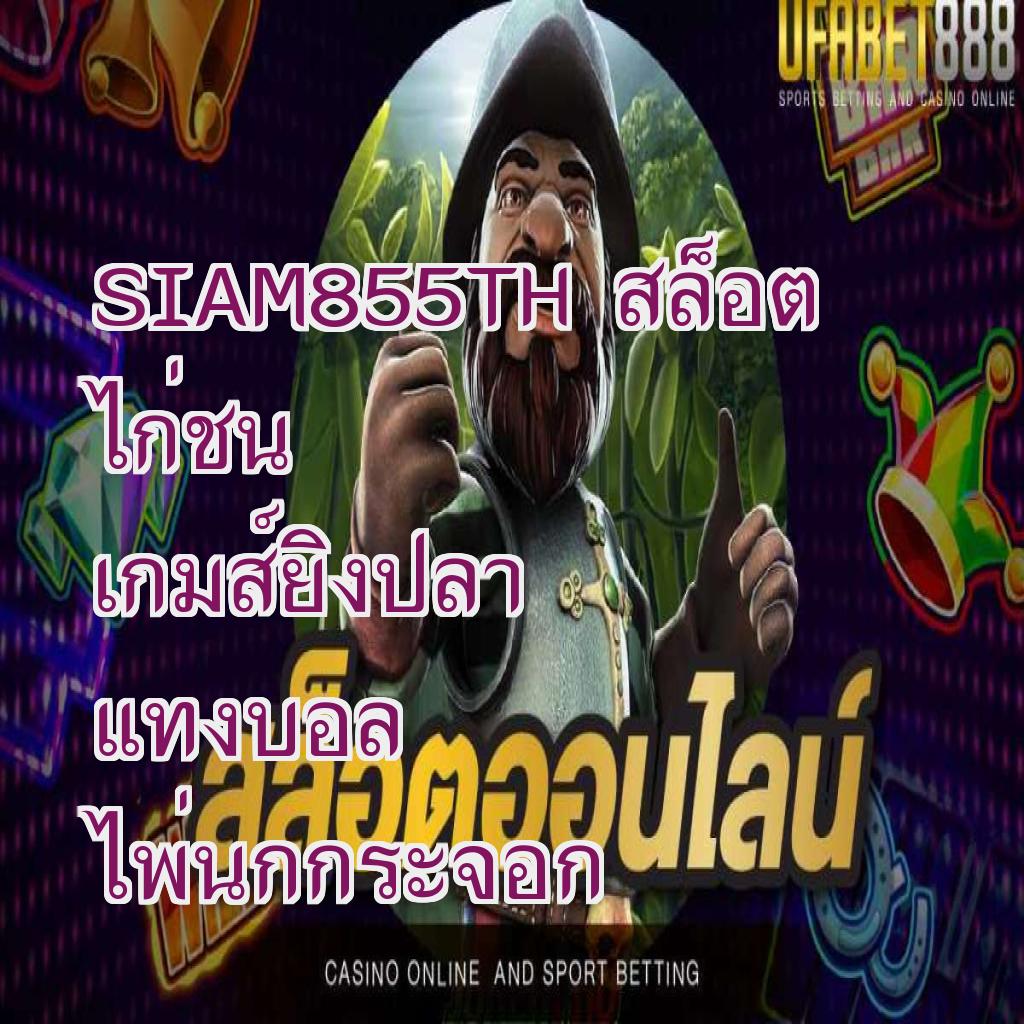 UFABET888
SPORTS BETTING AND CASINO ONLINE
BAR
SIAM855TH สล็อต
ไก่ชน
เกมส์ยิงปลา
แทงบอล
สล็อตออนไลน์
ไพ่นกกระจอก
CASINO ONLINE AND SPORT BETTING